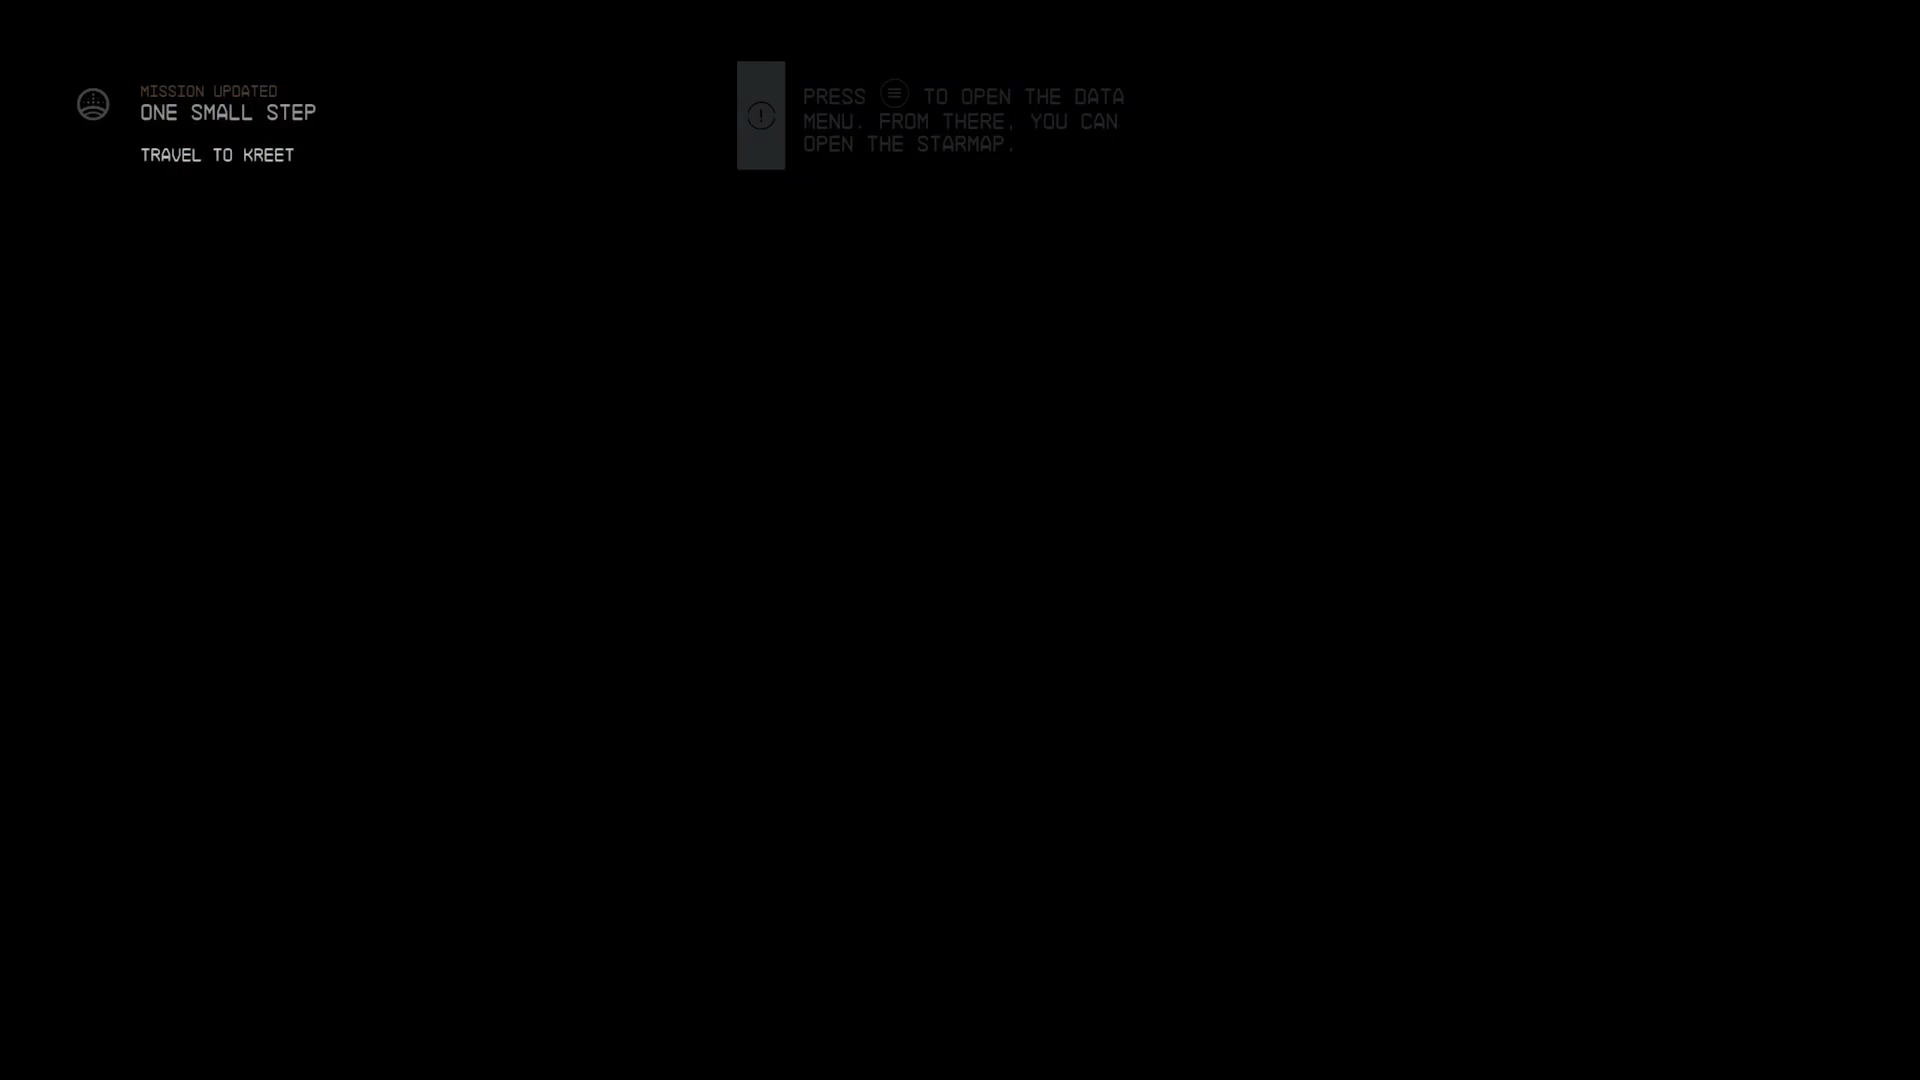 MISSION UPDATED
ONE SMALL STEP
TRAVEL TO KREET
PRESS TO OPEN THE DATA
MENU. FROM THERE, YOU CAN
OPEN THE STARMAP.